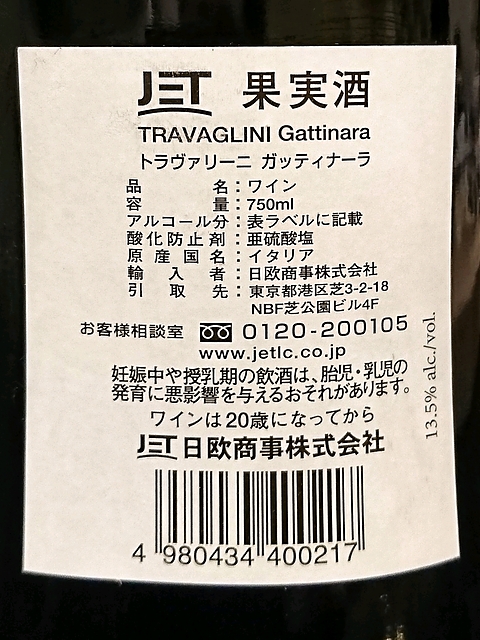 JET 果実酒
TRAVAGLINI Gattinara
トラヴァリーニ ガッティナーラ
品名：ワイン
容量：750ml
アルコール分：表ラベルに記載
酸化防止剤：亜硫酸塩
原産国名：イタリア
輸入者：日欧商事株式会社
引取先：東京都港区芝3-2-18
NBF芝公園ビル4F
お客様相談室 0120-200105
www.jetlc.co.jp
妊娠中や授乳期の飲酒は、胎児・乳児の
発育に悪影響を与えるおそれがあります。
ワインは20歳になってから
JET 日欧商事株式会社
4 980434 400217
13.5% alc./vol.